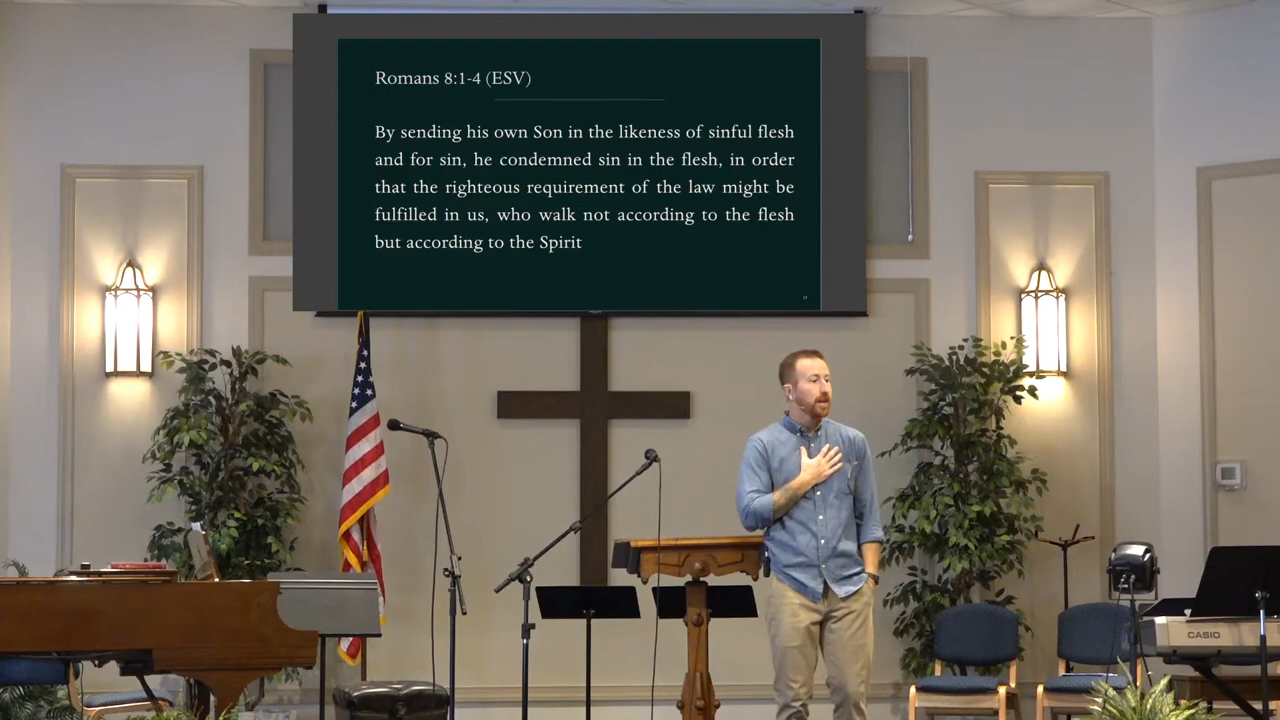 Romans 8:1-4 (ESV)
By sending his own Son in the likeness of sinful flesh
and for sin, he condemned sin in the flesh, in order
that the righteous requirement of the law might be
fulfilled in us, who walk not according to the flesh
but according to the Spirit
CASIO